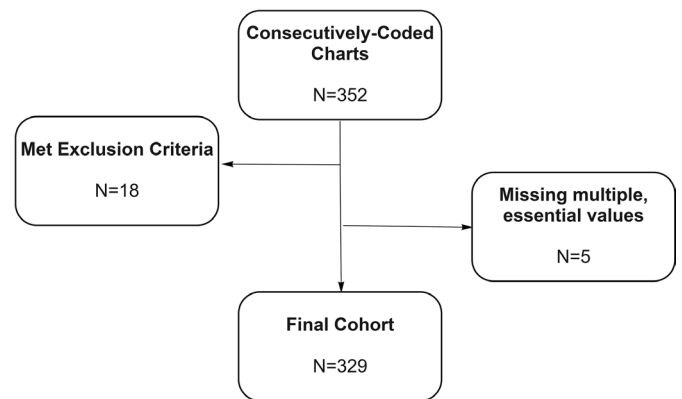 Consecutively-Coded
Charts
N=352
Met Exclusion Criteria
N=18
Missing multiple,
essential values
N=5
Final Cohort
N=329